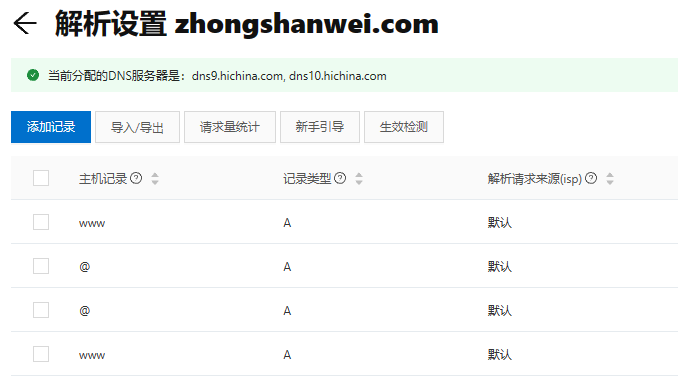 解析设置 zhongshanwei.com
当前分配的DNS服务器是：dns9.hichina.com, dns10.hichina.com
添加记录 导入/导出 请求量统计 新手引导 生效检测
主机记录 记录类型 解析请求来源(isp)
www A 默认
@ A 默认
@ A 默认
www A 默认